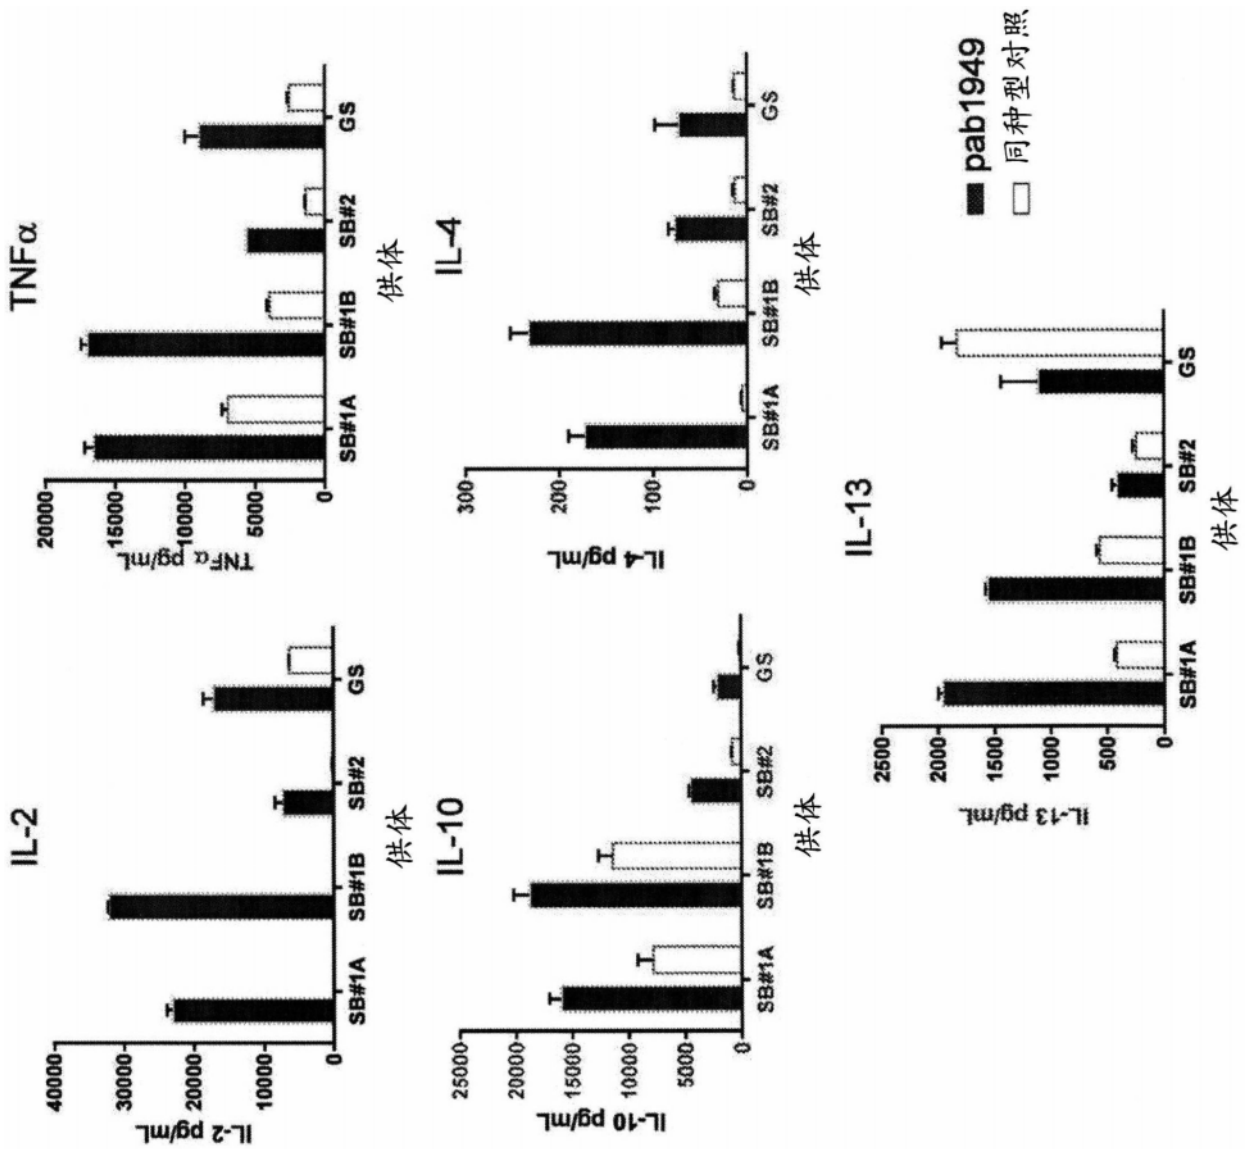 IL-2
IL-2 pg/mL
40000
30000
20000
10000
0
SB#1A SB#1B SB#2 GS
供体
TNFα
TNFα pg/mL
20000
15000
10000
5000
0
SB#1A SB#1B SB#2 GS
供体
IL-10
IL-10 pg/mL
25000
20000
15000
10000
5000
0
SB#1A SB#1B SB#2 GS
供体
IL-4
IL-4 pg/mL
300
200
100
0
SB#1A SB#1B SB#2 GS
供体
IL-13
IL-13 pg/mL
2500
2000
1500
1000
500
0
SB#1A SB#1B SB#2 GS
供体
pab1949
同种型对照